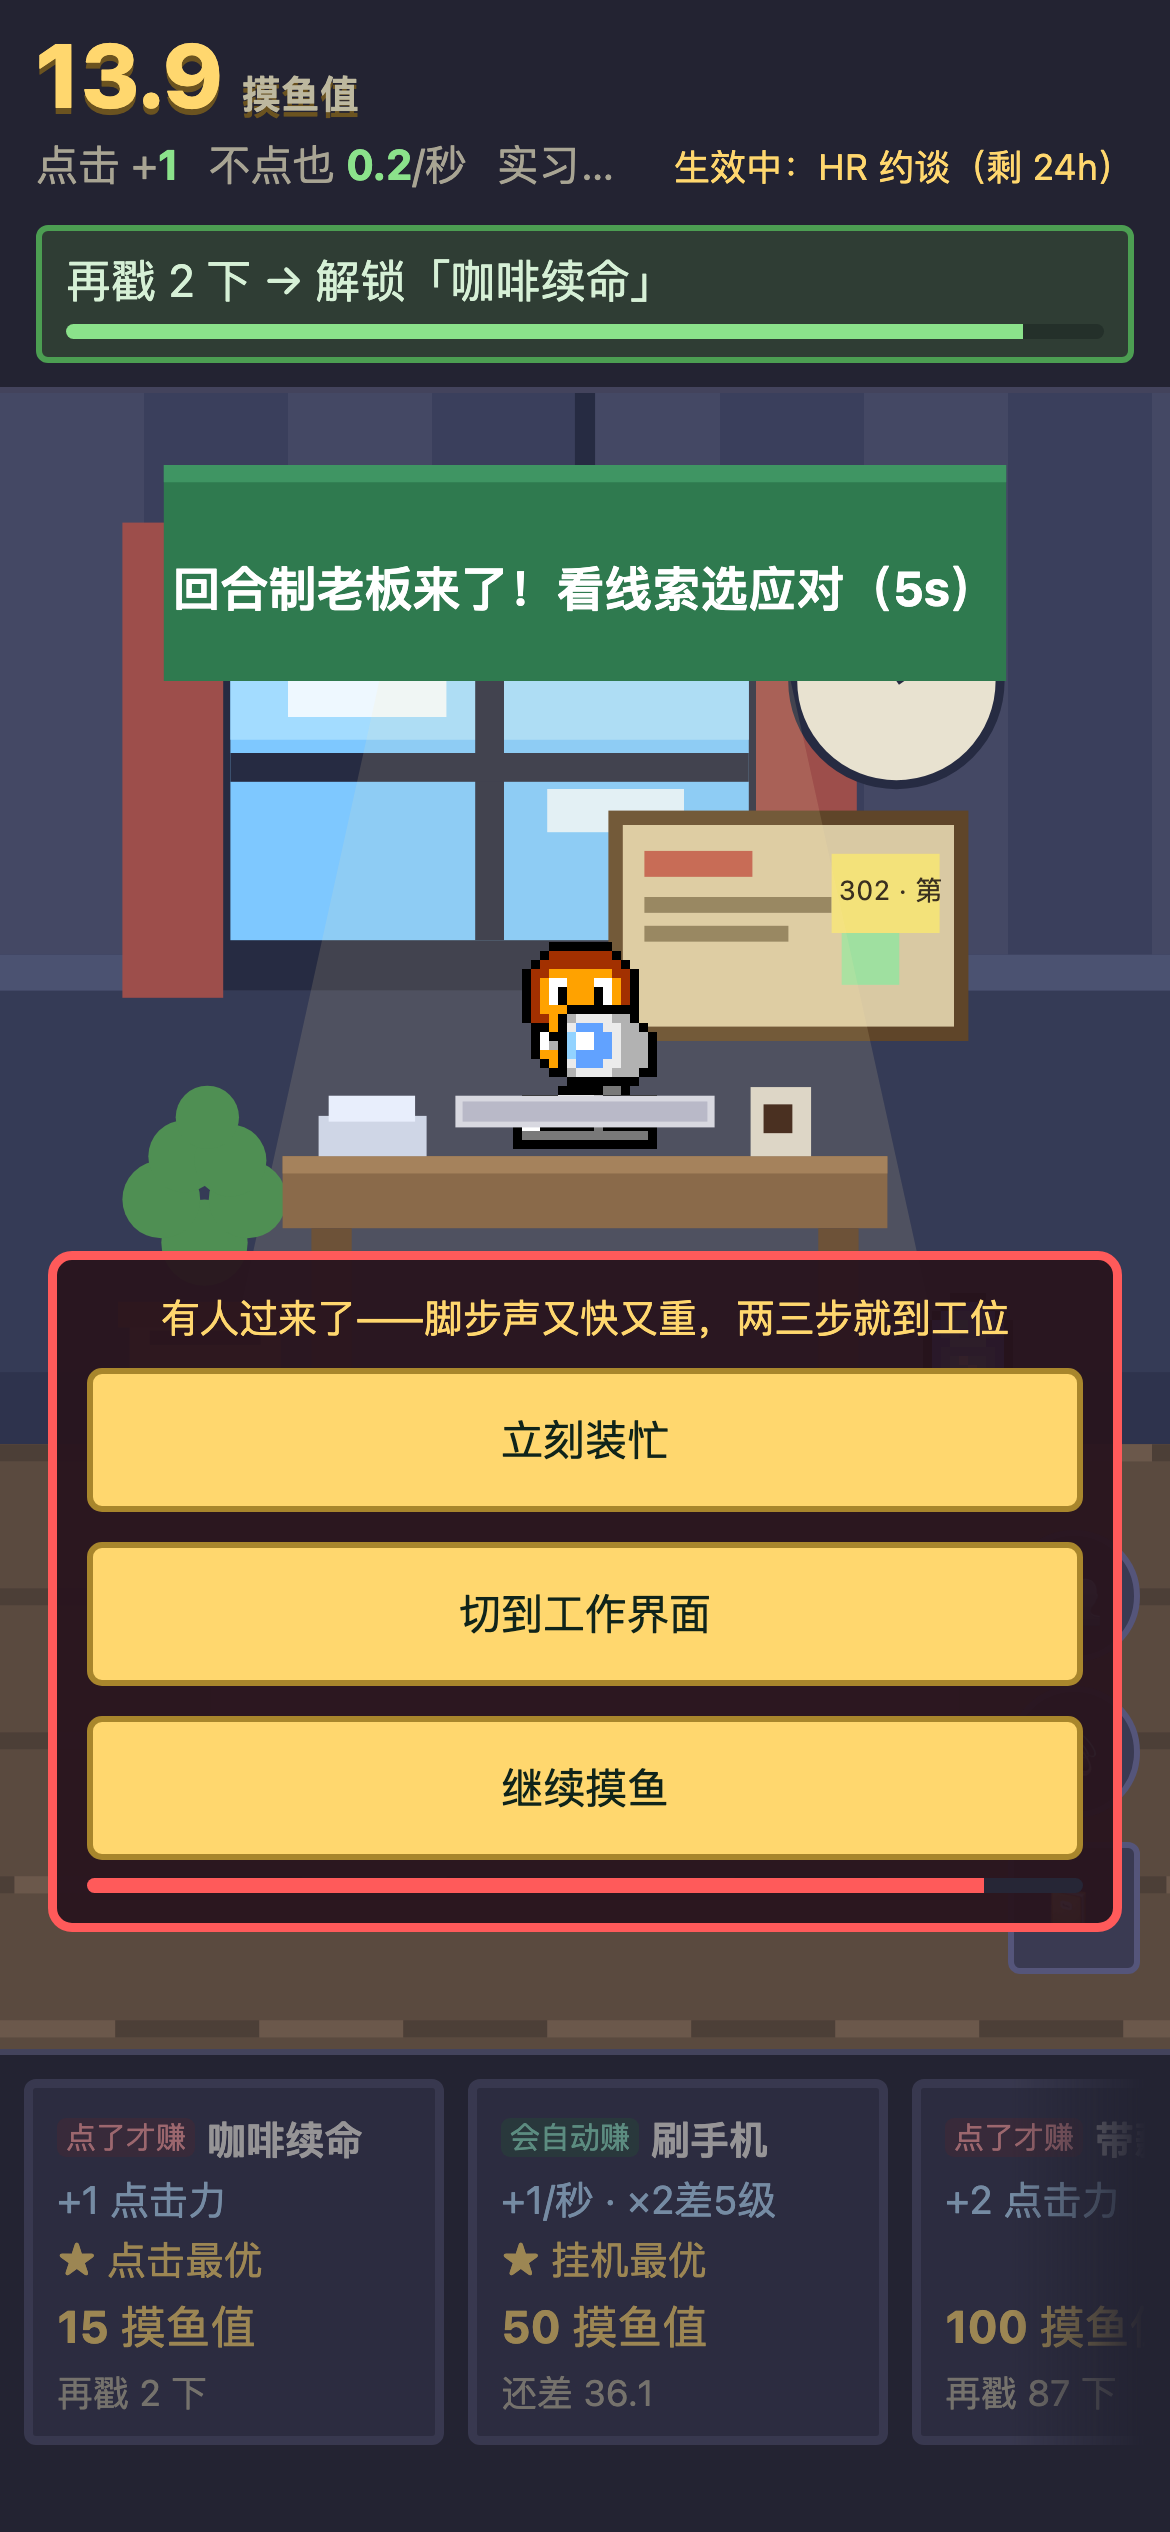 13.9 摸鱼值
点击 +1 不点也 0.2/秒 实习... 生效中：HR 约谈（剩 24h）
再戳 2 下 → 解锁「咖啡续命」
回合制老板来了！看线索选应对（5s）
302 · 第
有人过来了——脚步声又快又重，两三步就到工位
立刻装忙
切到工作界面
继续摸鱼
点了才赚 咖啡续命
+1 点击力
★ 点击最优
15 摸鱼值
再戳 2 下
会自动赚 刷手机
+1/秒 · ×2差5级
★ 挂机最优
50 摸鱼值
还差 36.1
点了才赚 带
+2 点击力
100 摸鱼值
再戳 87 下